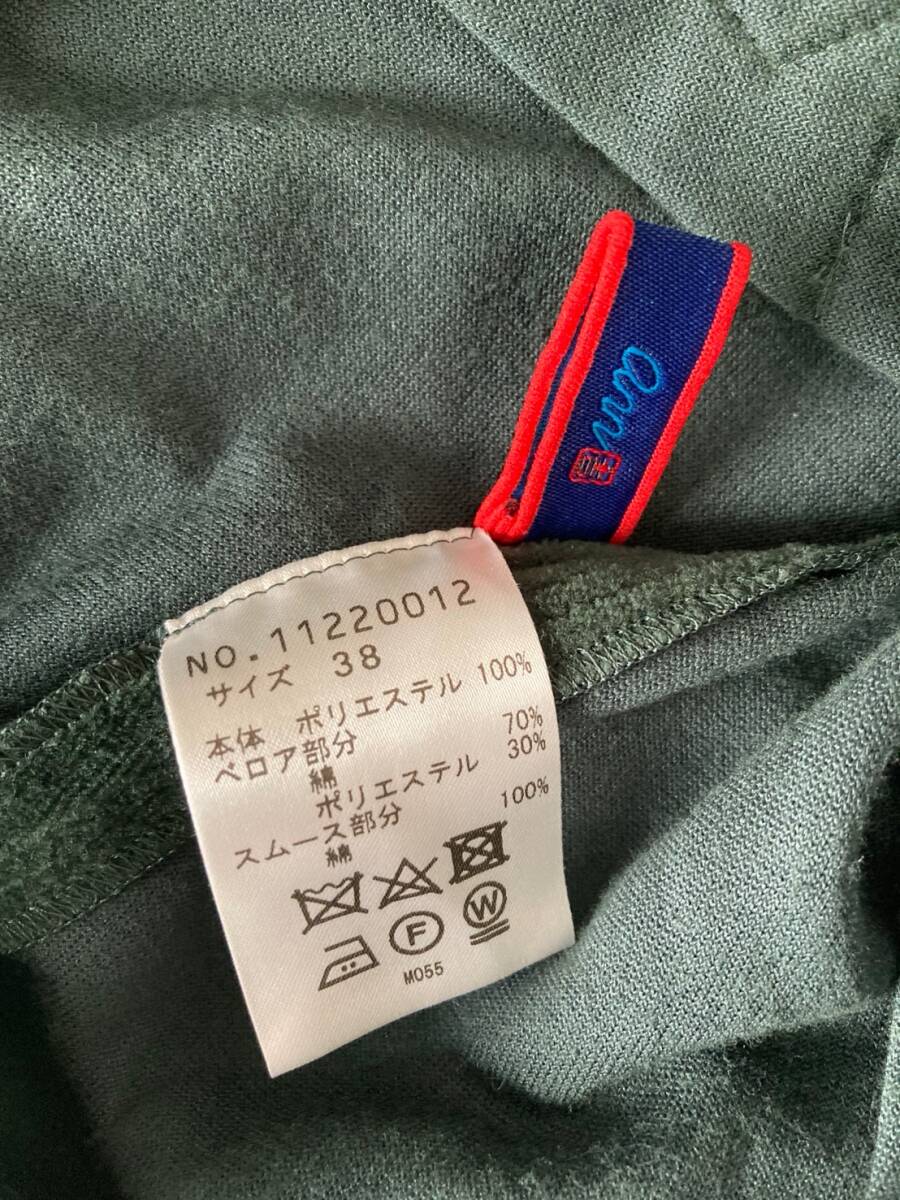 ann
NO.11220012
サイズ 38
本体 ポリエステル 100%
ベロア部分
綿 70%
ポリエステル 30%
スムース部分
綿 100%
F
W
M055